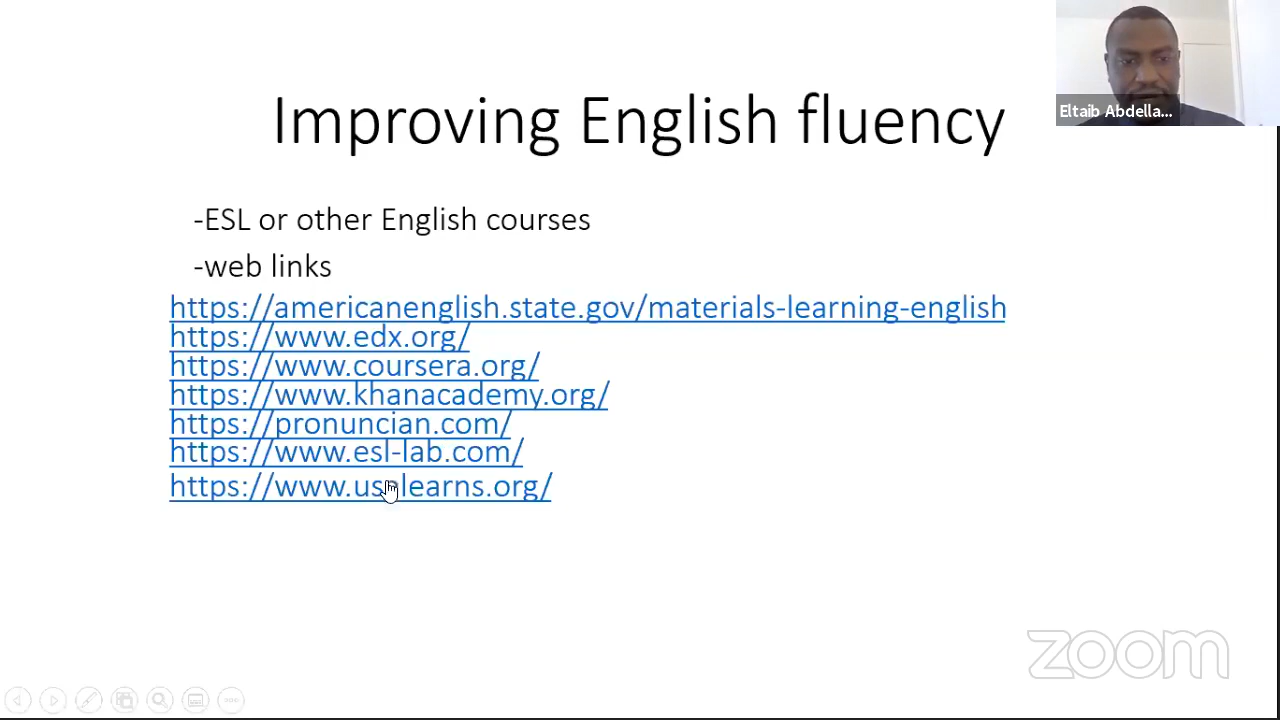 Improving English fluency
-ESL or other English courses
-web links
https://americanenglish.state.gov/materials-learning-english
https://www.edx.org/
https://www.coursera.org/
https://www.khanacademy.org/
https://pronuncian.com/
https://www.esl-lab.com/
https://www.usalearns.org/
Eltaib Abdella...
zoom